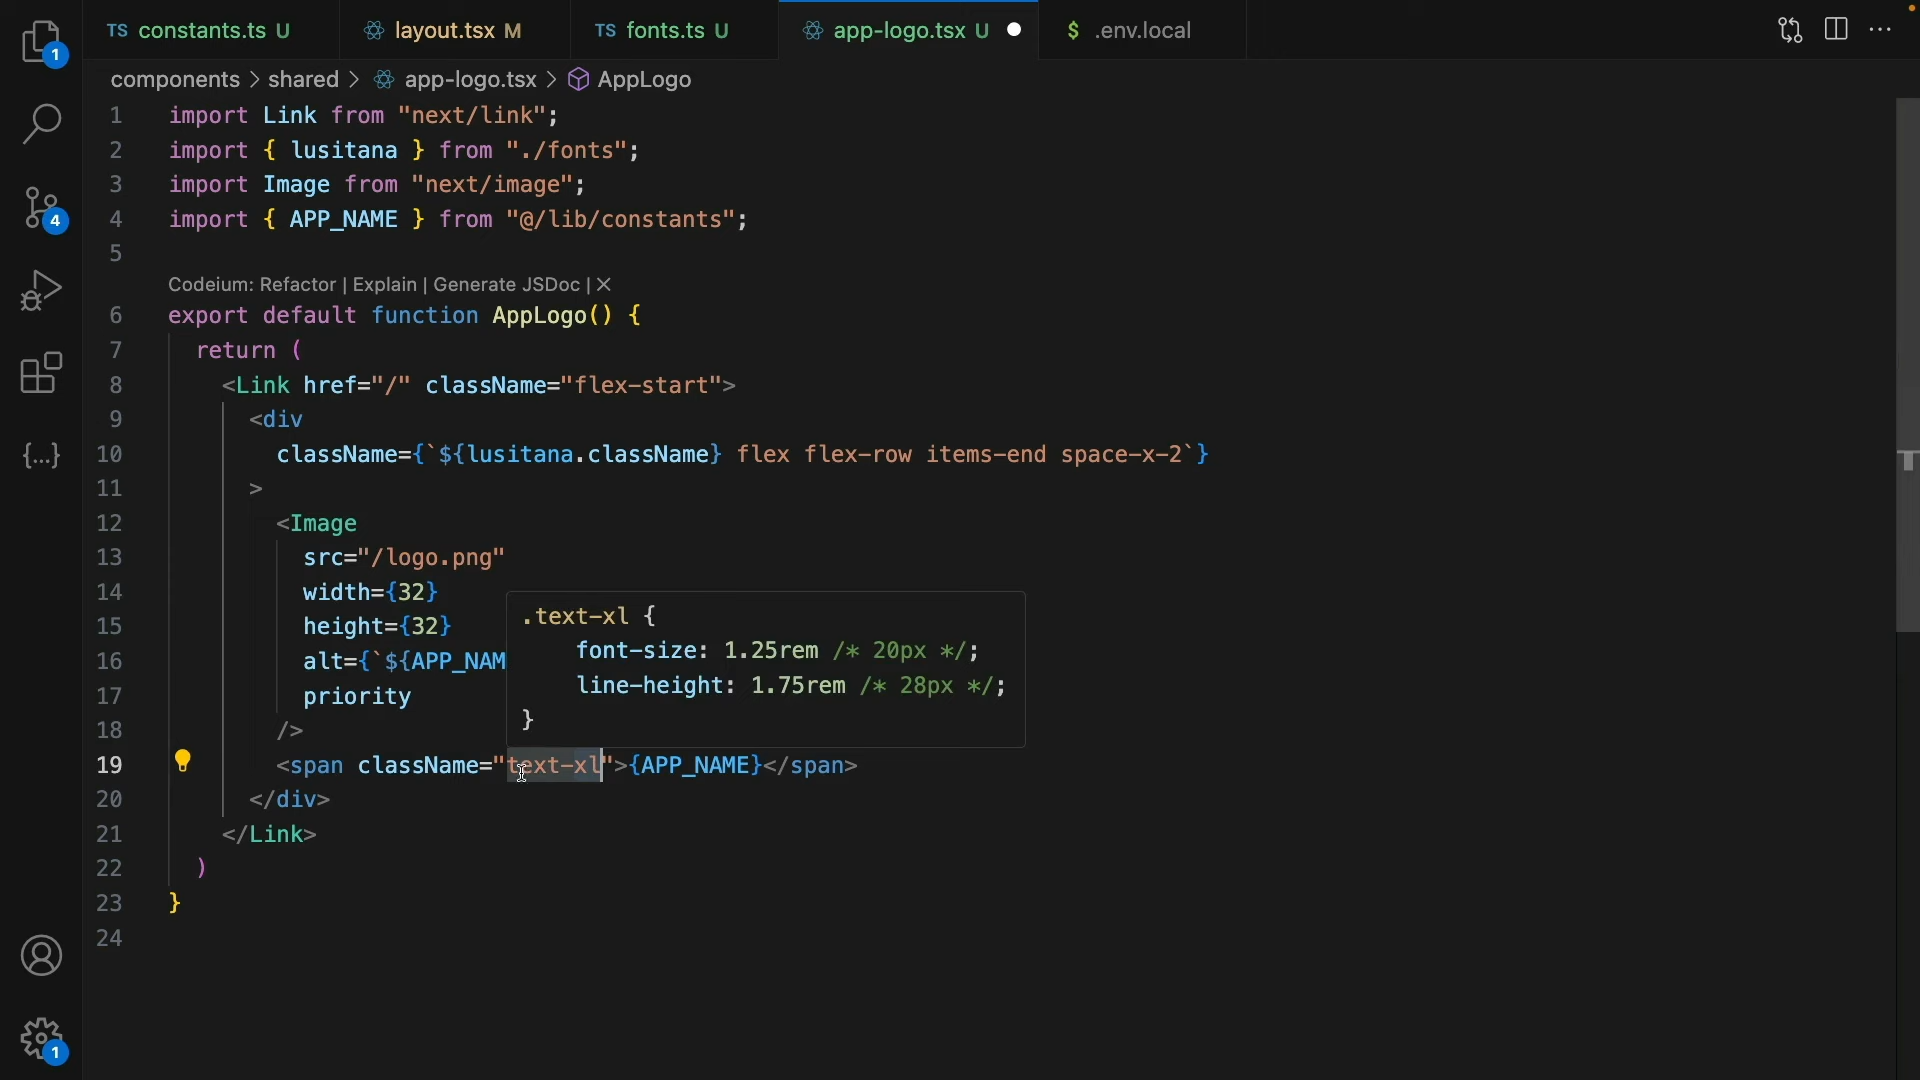 TS constants.ts U
layout.tsx M
TS fonts.ts U
app-logo.tsx U
$ .env.local
components > shared > app-logo.tsx > AppLogo
1 import Link from "next/link";
2 import { lusitana } from "./fonts";
3 import Image from "next/image";
4 import { APP_NAME } from "@/lib/constants";
5
Codeium: Refactor | Explain | Generate JSDoc | ✕
6 export default function AppLogo() {
7 return (
8 <Link href="/" className="flex-start">
9 <div
10 className={`${lusitana.className} flex flex-row items-end space-x-2`}
11 >
12 <Image
13 src="/logo.png"
14 width={32}
15 height={32}
16 alt={`${APP_NAM
17 priority
18 />
.text-xl {
font-size: 1.25rem /* 20px */;
line-height: 1.75rem /* 28px */;
}
19 <span className="text-xl">{APP_NAME}</span>
20 </div>
21 </Link>
22 )
23 }
24
1
4
{...}
1